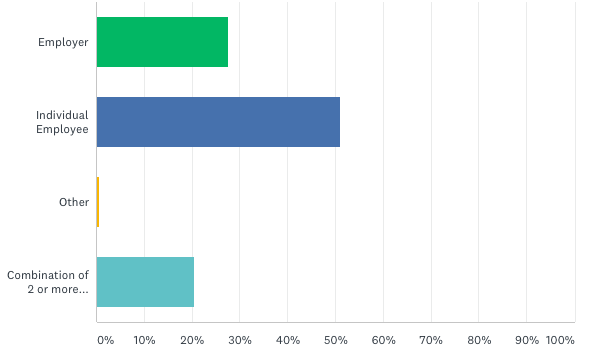 Employer
Individual
Employee
Other
Combination of
2 or more...
0% 10% 20% 30% 40% 50% 60% 70% 80% 90% 100%